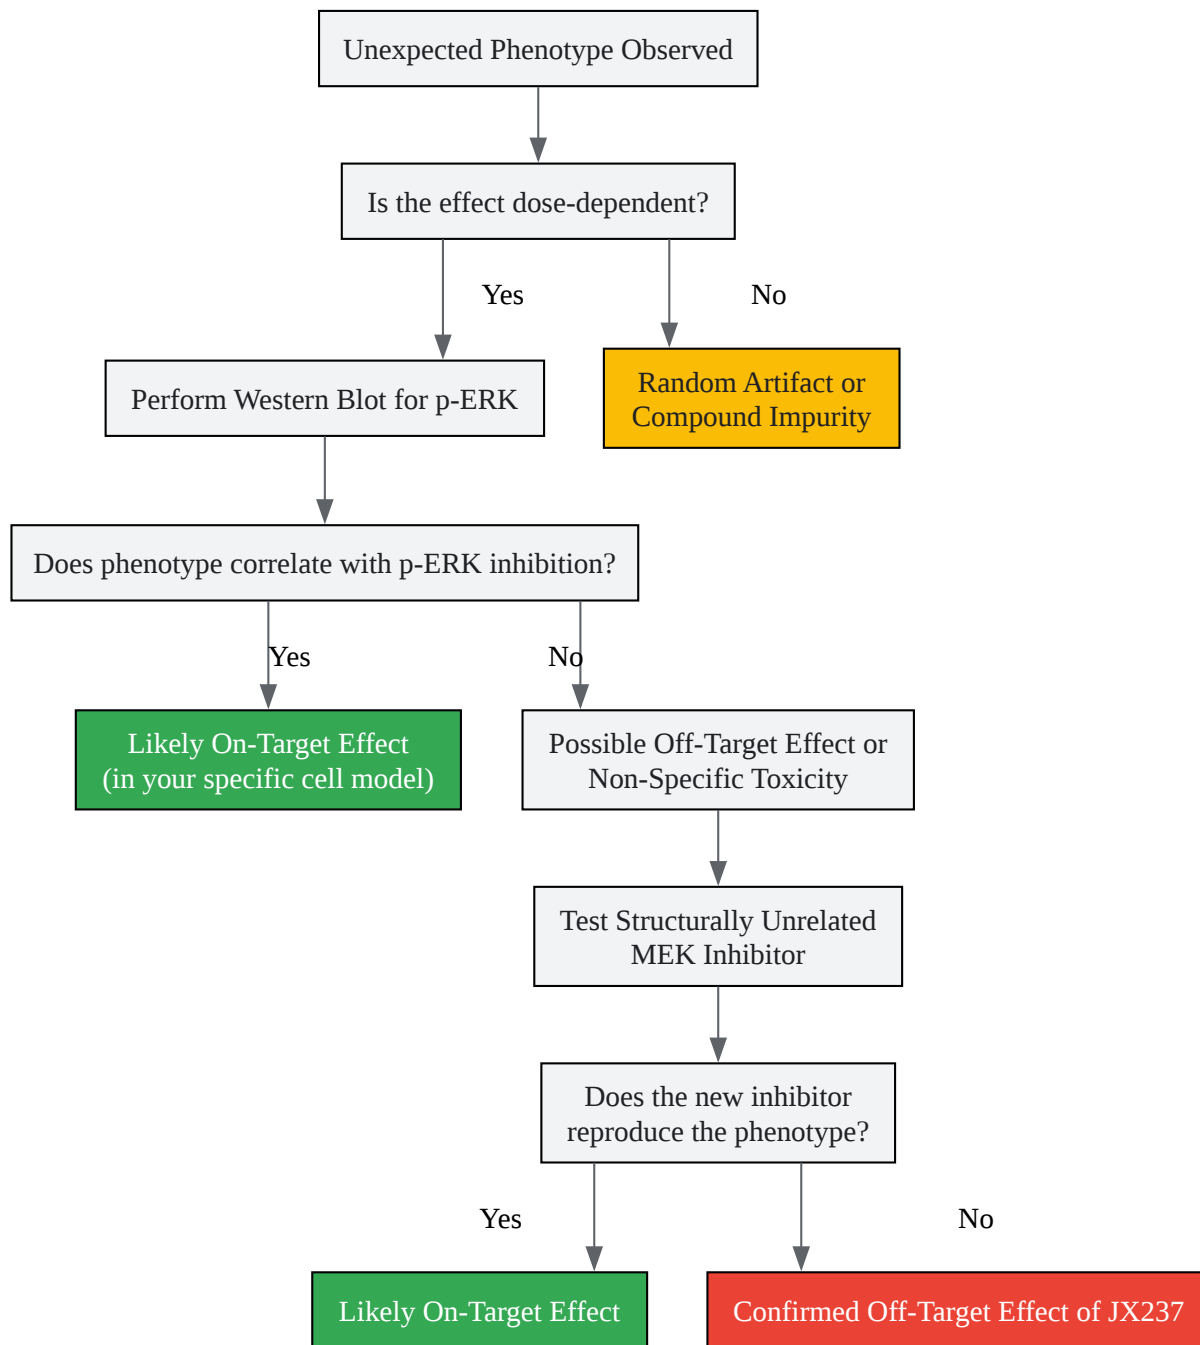 Unexpected Phenotype Observed
Is the effect dose-dependent?
Yes
No
Perform Western Blot for p-ERK
Random Artifact or
Compound Impurity
Does phenotype correlate with p-ERK inhibition?
Yes
No
Likely On-Target Effect
(in your specific cell model)
Possible Off-Target Effect or
Non-Specific Toxicity
Test Structurally Unrelated
MEK Inhibitor
Does the new inhibitor
reproduce the phenotype?
Yes
No
Likely On-Target Effect
Confirmed Off-Target Effect of JX237